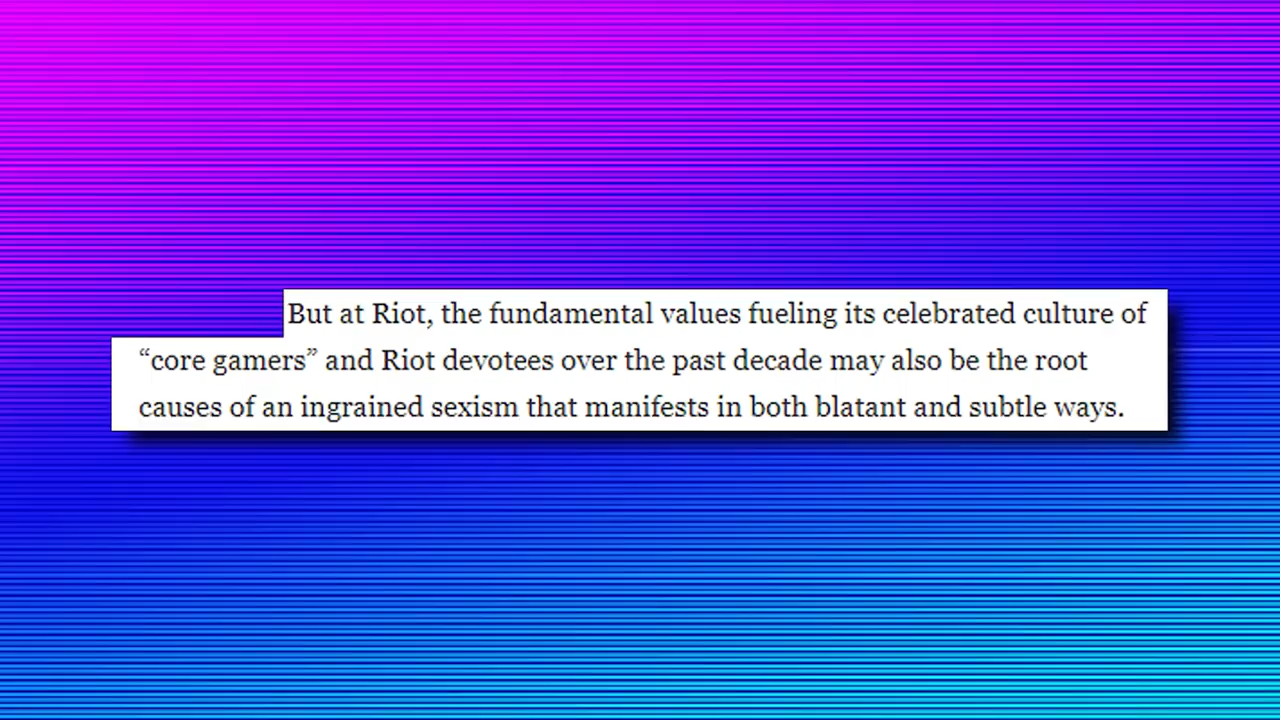 But at Riot, the fundamental values fueling its celebrated culture of
“core gamers” and Riot devotees over the past decade may also be the root
causes of an ingrained sexism that manifests in both blatant and subtle ways.